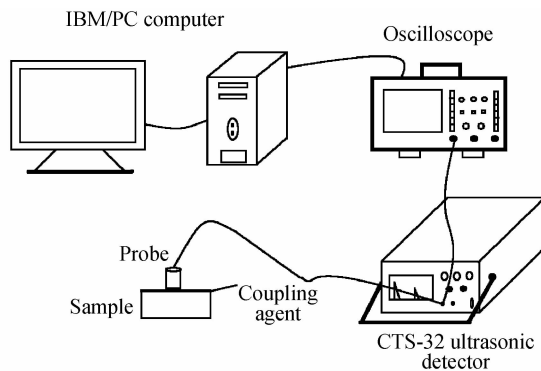 IBM/PC computer
Oscilloscope
Probe
Sample
Coupling
agent
CTS-32 ultrasonic
detector